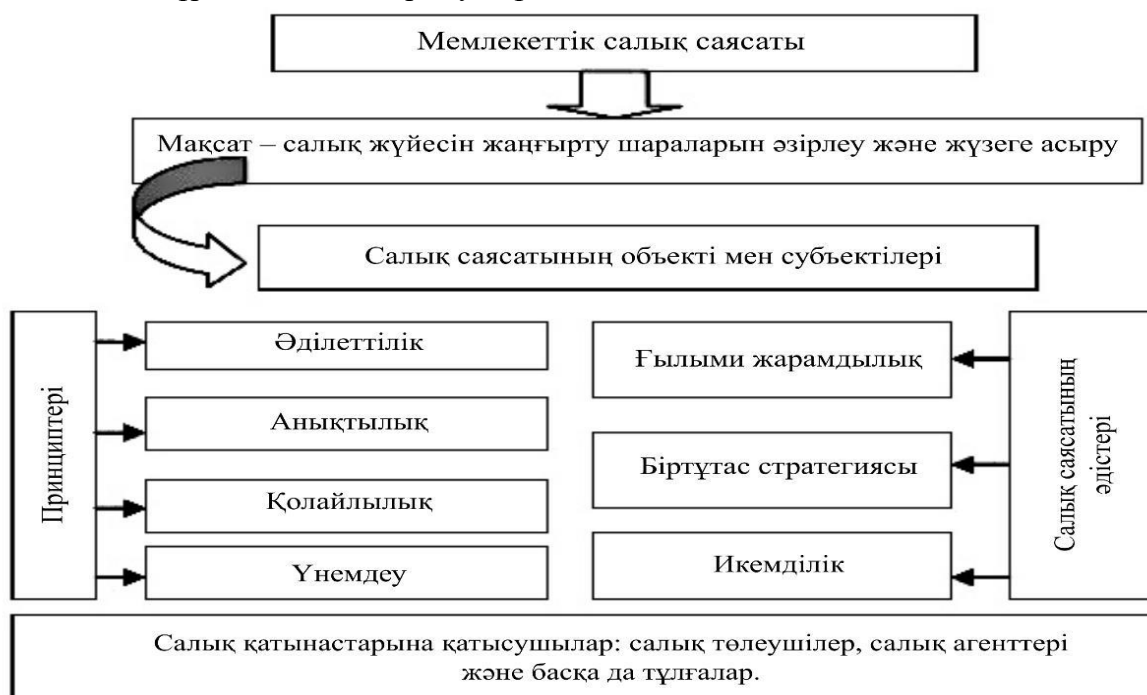 Мемлекеттік салық саясаты
Мақсат – салық жүйесін жаңғырту шараларын әзірлеу және жүзеге асыру
Салық саясатының объекті мен субъектілері
Принциптері
Әділеттілік
Анықтылық
Қолайлылық
Үнемдеу
Ғылыми жарамдылық
Біртұтас стратегиясы
Икемділік
Салық саясатының
әдістері
Салық қатынастарына қатысушылар: салық төлеушілер, салық агенттері
және басқа да тұлғалар.